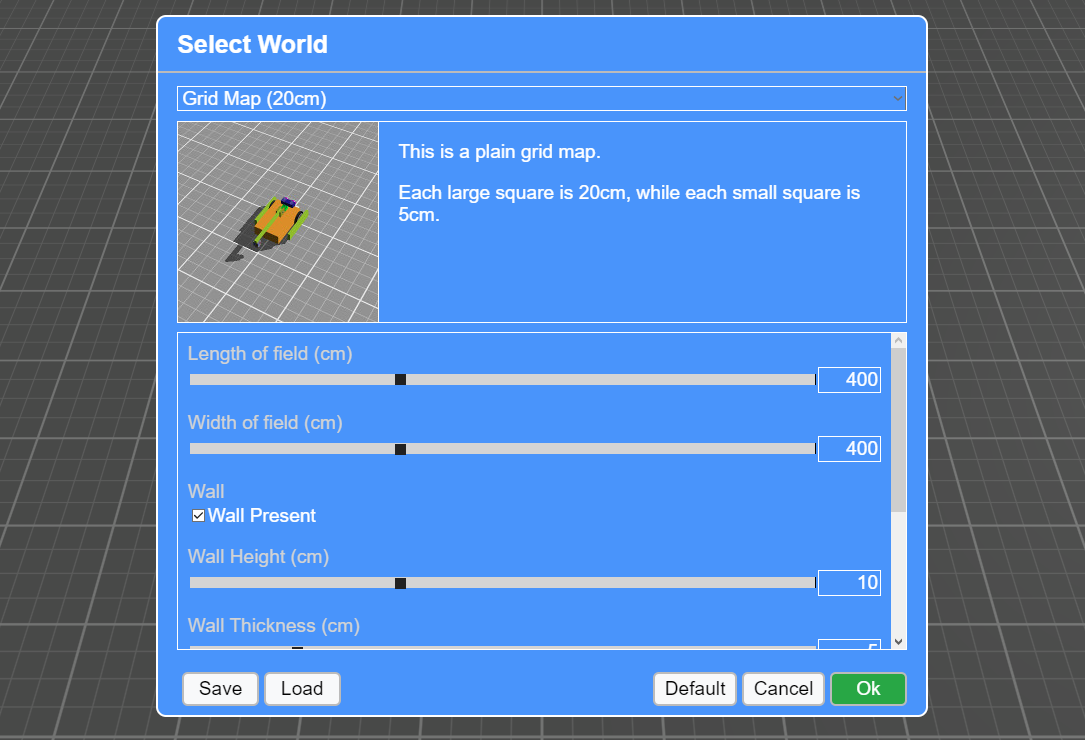 Select World
Grid Map (20cm)
This is a plain grid map.
Each large square is 20cm, while each small square is
5cm.
Length of field (cm)
400
Width of field (cm)
400
Wall
Wall Present
Wall Height (cm)
10
Wall Thickness (cm)
Save Load Default Cancel Ok